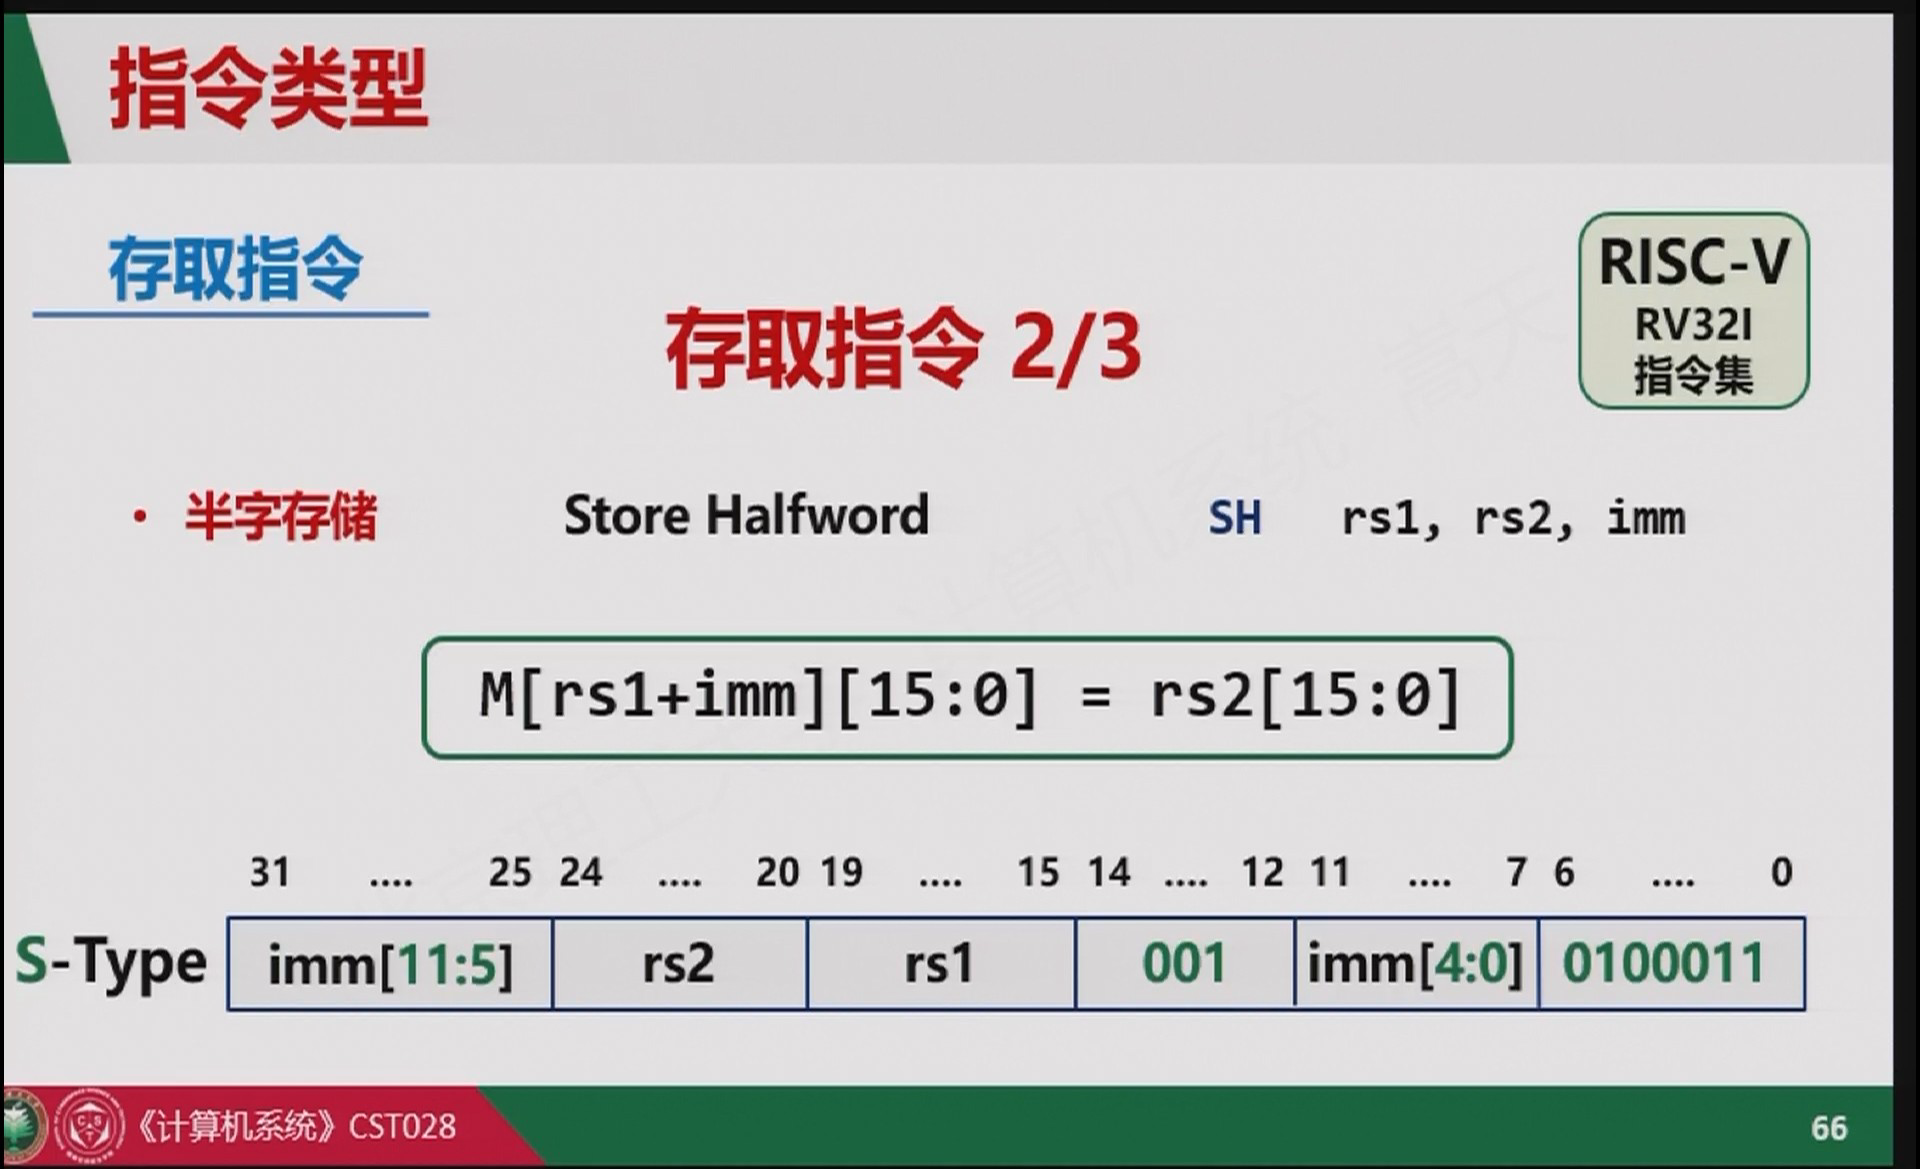 指令类型
存取指令
RISC-V
RV32I
指令集
存取指令 2/3
• 半字存储 Store Halfword SH rs1, rs2, imm
M[rs1+imm][15:0] = rs2[15:0]
31 .... 25 24 .... 20 19 .... 15 14 .... 12 11 .... 7 6 .... 0
S-Type imm[11:5] rs2 rs1 001 imm[4:0] 0100011
《计算机系统》CST028
66